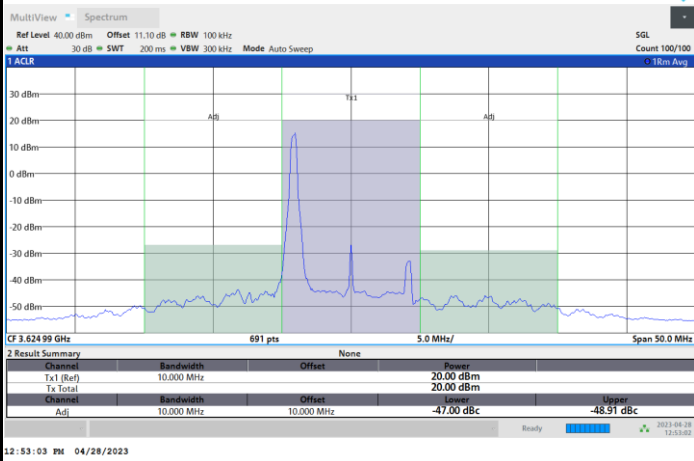 MultiView Spectrum
Ref Level 40.00 dBm Offset 11.10 dB RBW 100 kHz SGL
Att 30 dB SWT 200 ms VBW 300 kHz Mode Auto Sweep Count 100/100
1 ACLR 1Rm Avg
30 dBm
Tx1
20 dBm
Adj Adj
10 dBm
0 dBm
-10 dBm
-20 dBm
-30 dBm
-40 dBm
-50 dBm
CF 3.624 99 GHz 691 pts 5.0 MHz/ Span 50.0 MHz
2 Result Summary None
Channel Bandwidth Offset Power
Tx1 (Ref) 10.000 MHz 20.00 dBm
Tx Total 20.00 dBm
Channel Bandwidth Offset Lower Upper
Adj 10.000 MHz 10.000 MHz -47.00 dBc -48.91 dBc
Ready 2023-04-28
12:53:02
12:53:03 PM 04/28/2023